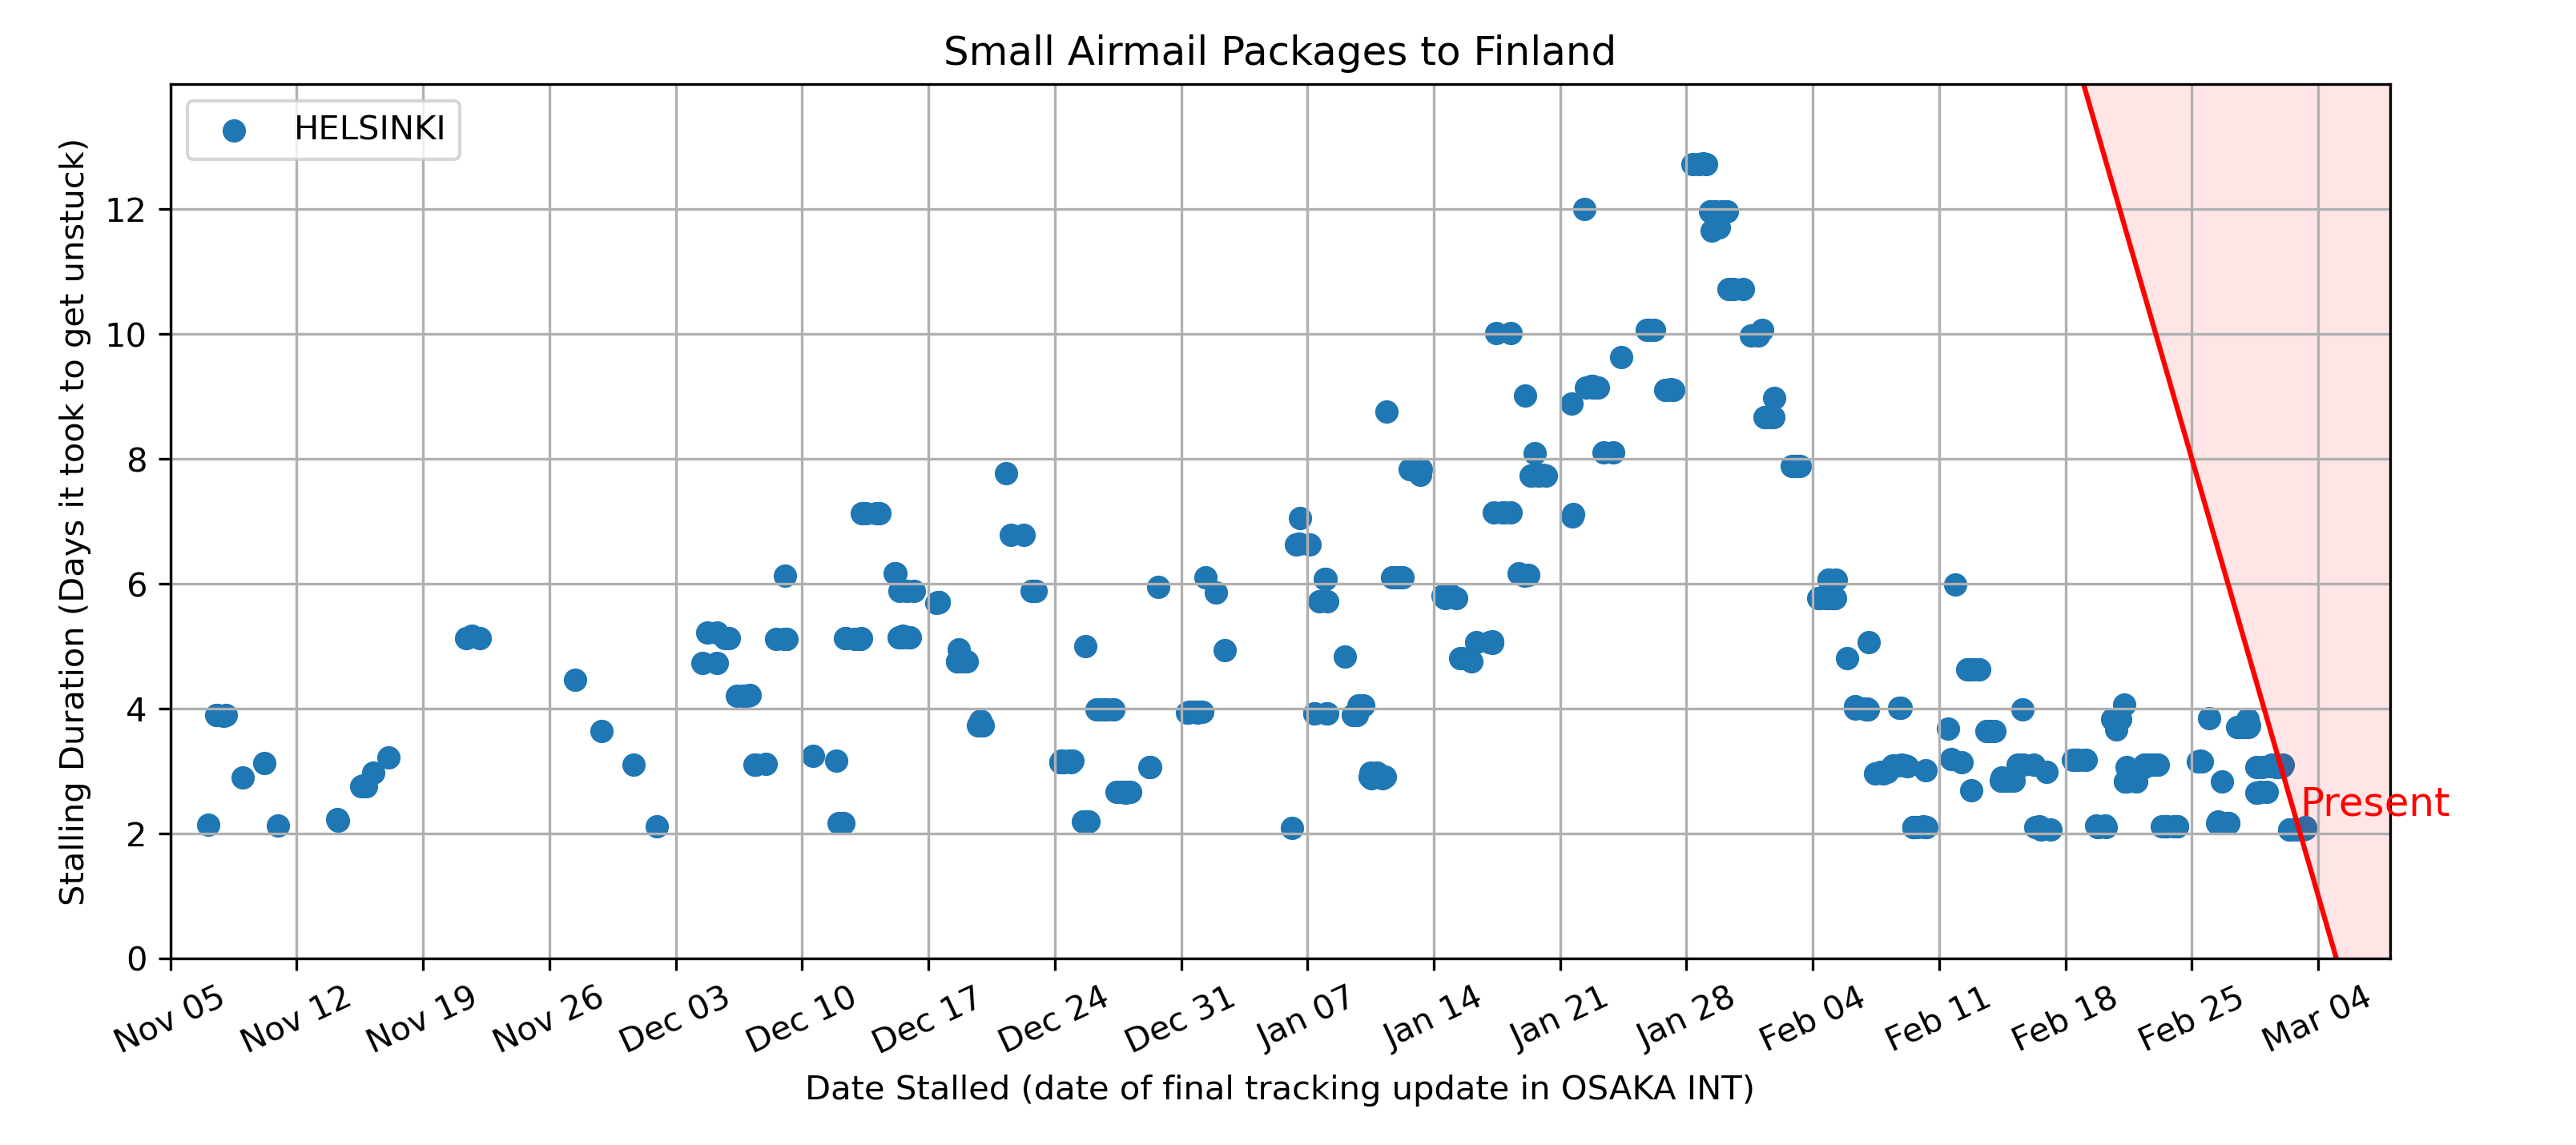 Small Airmail Packages to Finland
HELSINKI
Stalling Duration (Days it took to get unstuck)
12
10
8
6
4
2
0
Present
Nov 05 Nov 12 Nov 19 Nov 26 Dec 03 Dec 10 Dec 17 Dec 24 Dec 31 Jan 07 Jan 14 Jan 21 Jan 28 Feb 04 Feb 11 Feb 18 Feb 25 Mar 04
Date Stalled (date of final tracking update in OSAKA INT)